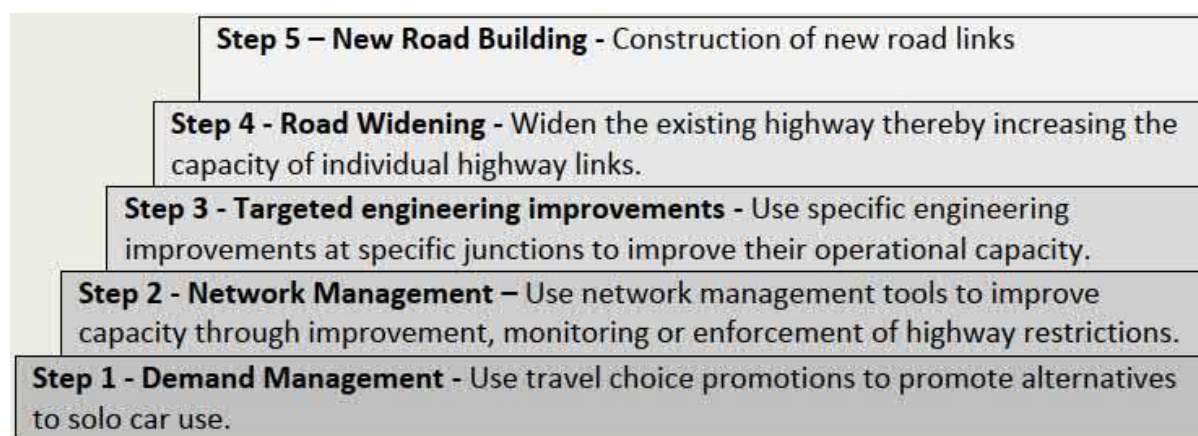 Step 5 – New Road Building - Construction of new road links
Step 4 - Road Widening - Widen the existing highway thereby increasing the
capacity of individual highway links.
Step 3 - Targeted engineering improvements - Use specific engineering
improvements at specific junctions to improve their operational capacity.
Step 2 - Network Management – Use network management tools to improve
capacity through improvement, monitoring or enforcement of highway restrictions.
Step 1 - Demand Management - Use travel choice promotions to promote alternatives
to solo car use.